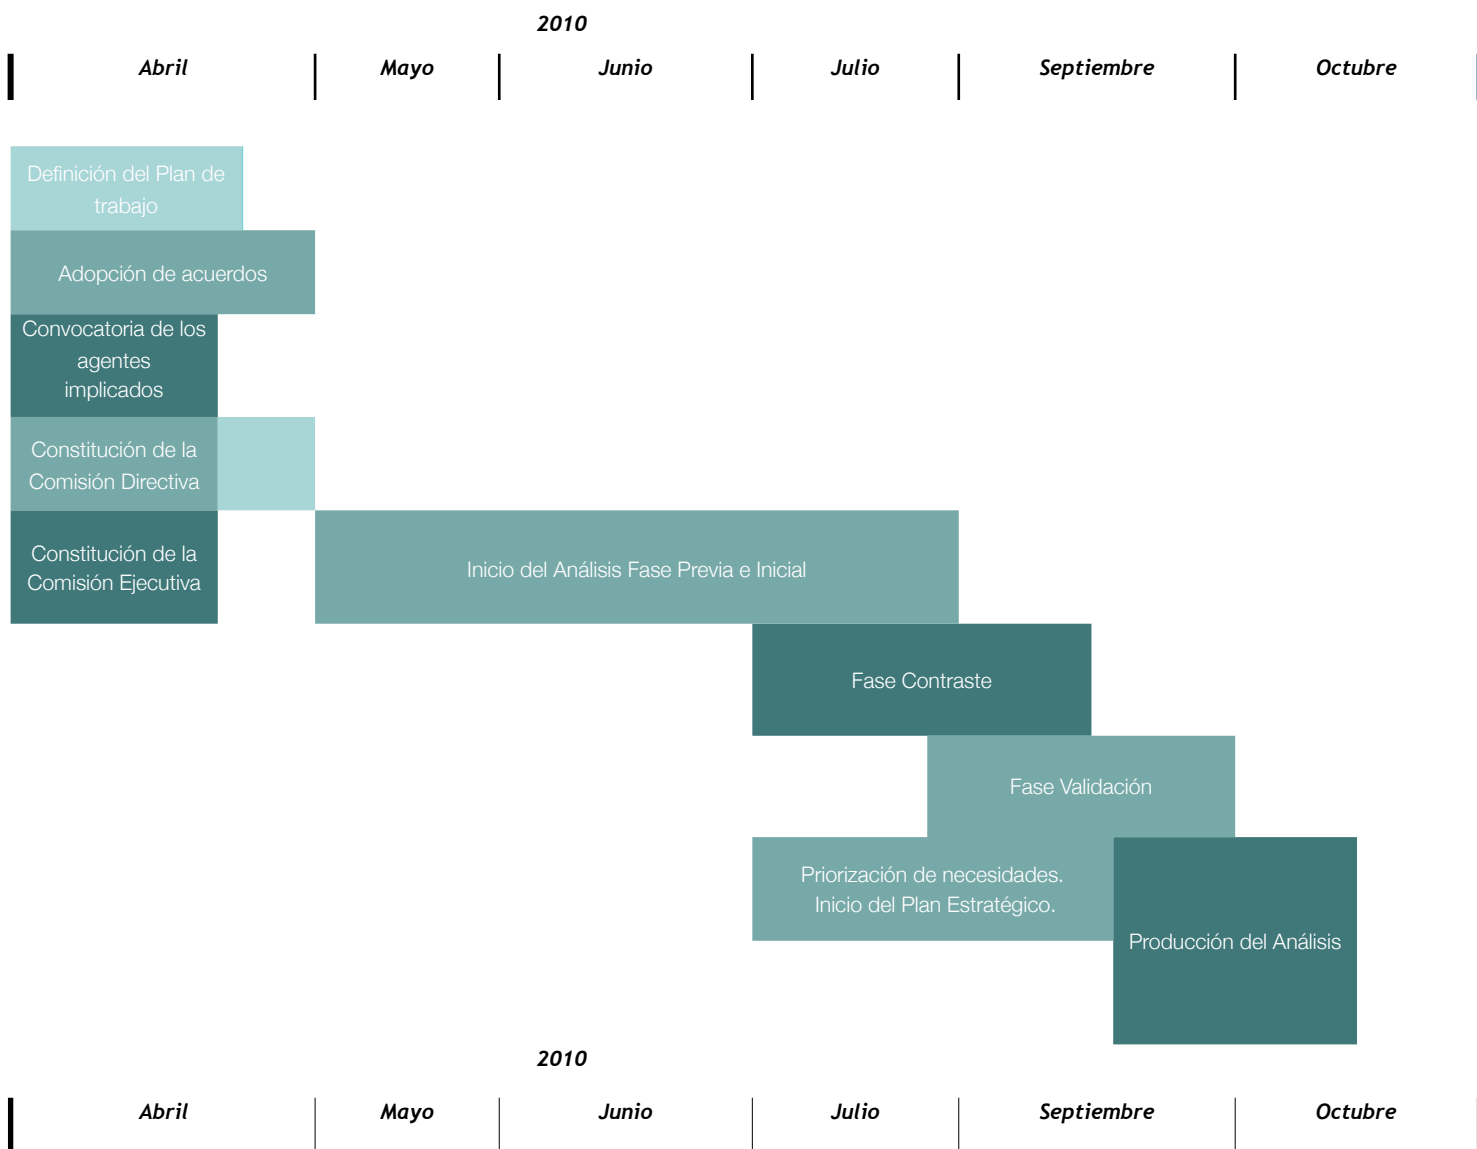 2010
Abril Mayo Junio Julio Septiembre Octubre
Definición del Plan de
trabajo
Adopción de acuerdos
Convocatoria de los
agentes
implicados
Constitución de la
Comisión Directiva
Constitución de la
Comisión Ejecutiva
Inicio del Análisis Fase Previa e Inicial
Fase Contraste
Fase Validación
Priorización de necesidades.
Inicio del Plan Estratégico.
Producción del Análisis
2010
Abril Mayo Junio Julio Septiembre Octubre